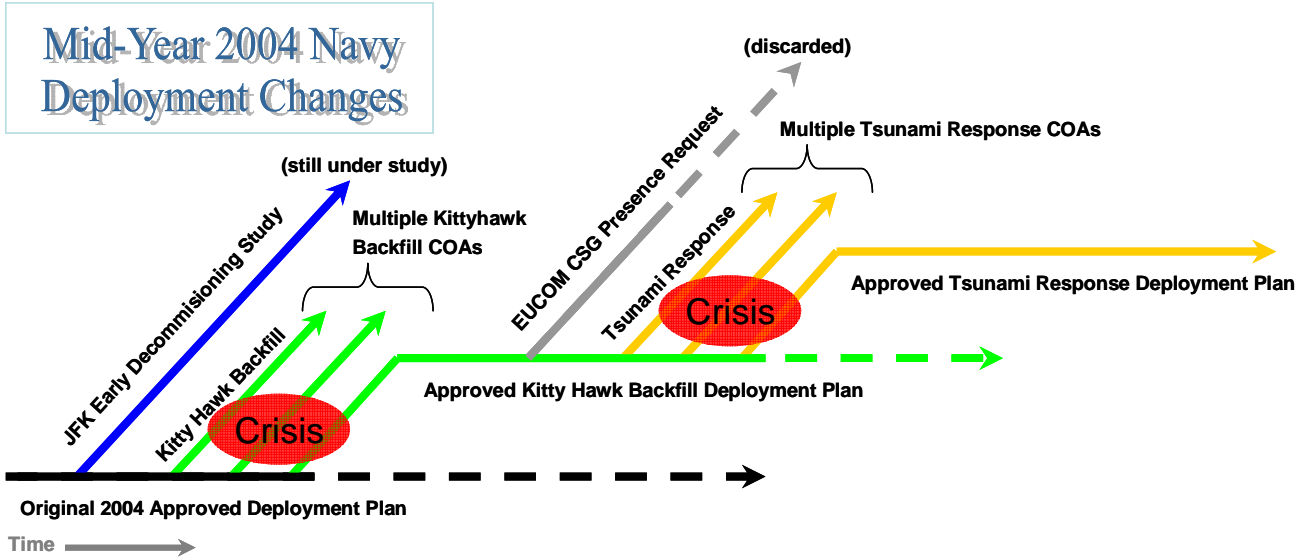 Mid-Year 2004 Navy
Deployment Changes
(discarded)
Multiple Tsunami Response COAs
(still under study)
EUCOM CSG Presence Request
Multiple Kittyhawk
Backfill COAs
JFK Early Decommisioning Study
Tsunami Response
Approved Tsunami Response Deployment Plan
Crisis
Kitty Hawk Backfill
Approved Kitty Hawk Backfill Deployment Plan
Crisis
Original 2004 Approved Deployment Plan
Time